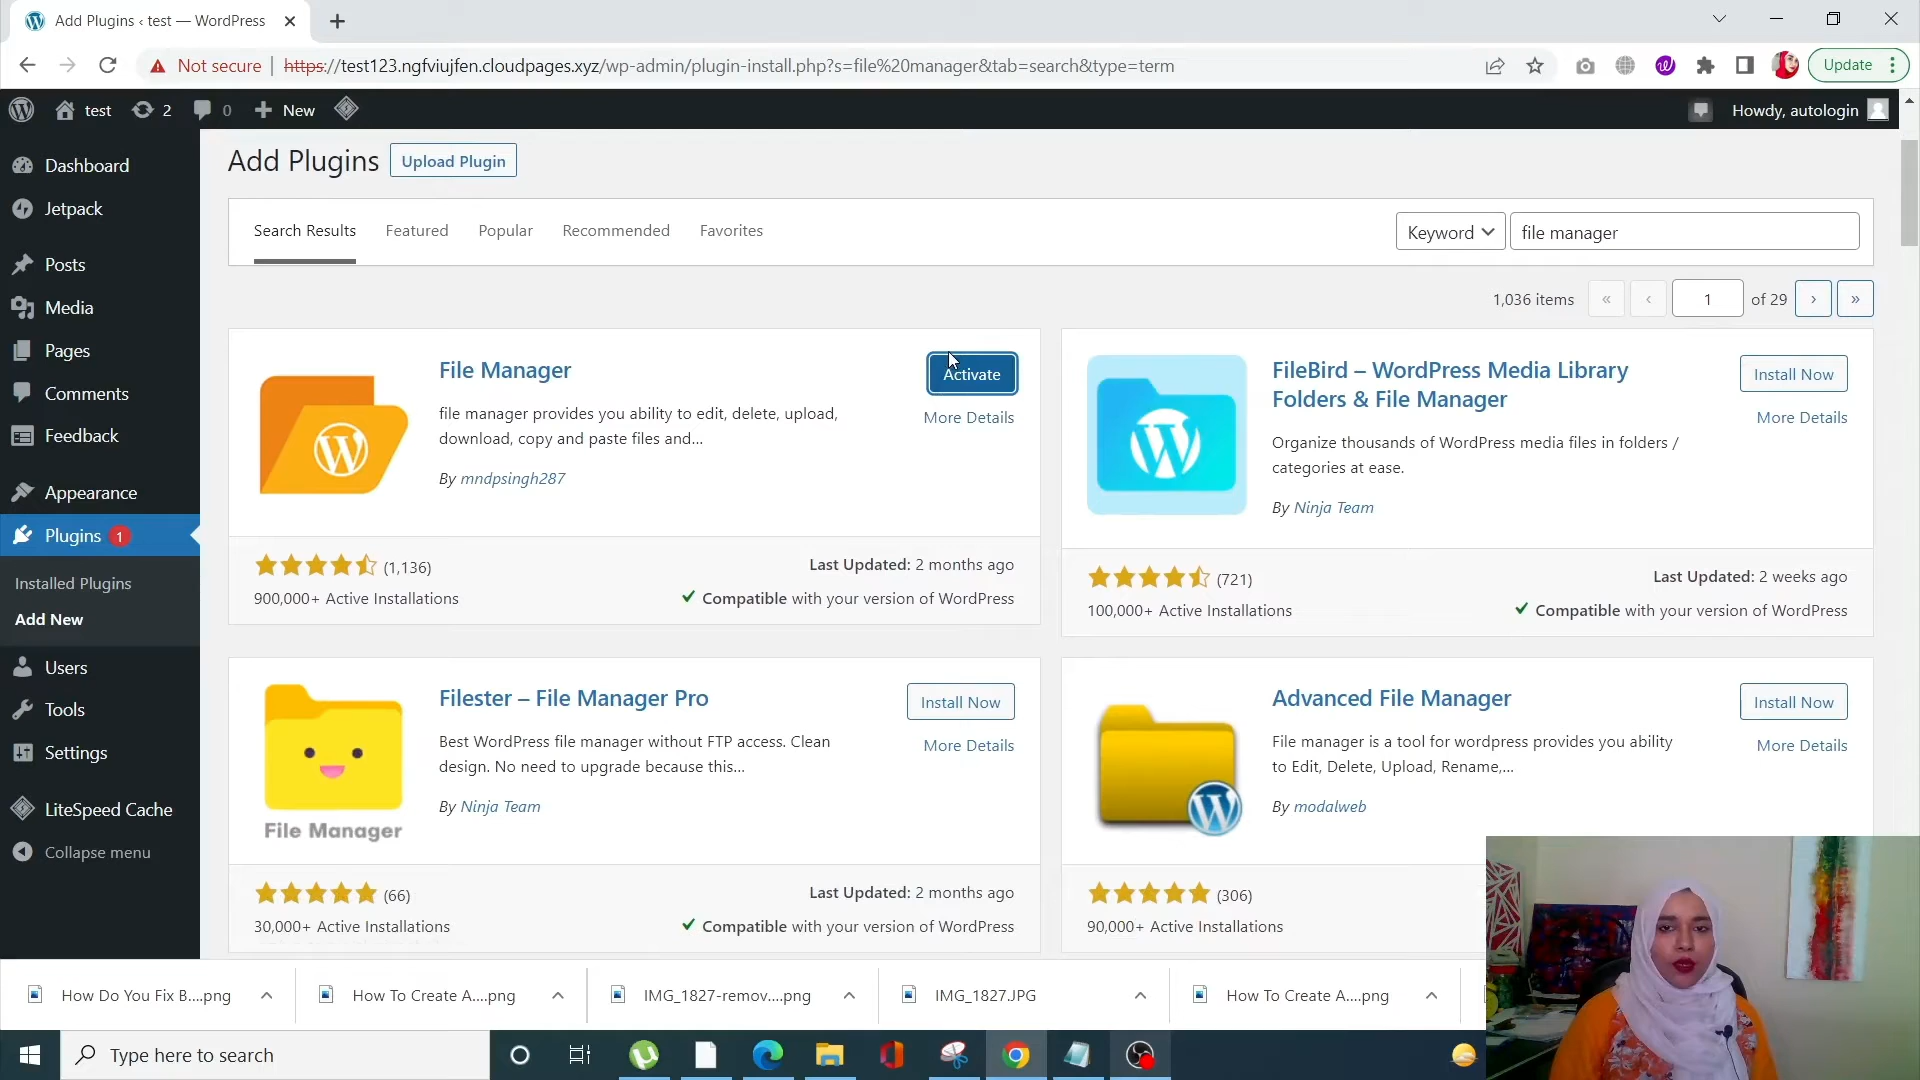 Add Plugins ‹ test — WordPress
Not secure
https://test123.ngfviujfen.cloudpages.xyz/wp-admin/plugin-install.php?s=file%20manager&tab=search&type=term
Update
test
2
0
New
Howdy, autologin
Dashboard
Jetpack
Posts
Media
Pages
Comments
Feedback
Appearance
Plugins 1
Installed Plugins
Add New
Users
Tools
Settings
LiteSpeed Cache
Collapse menu
Add Plugins
Upload Plugin
Search Results
Featured
Popular
Recommended
Favorites
Keyword
file manager
1,036 items
«
‹
1
of 29
›
»
File Manager
Activate
More Details
file manager provides you ability to edit, delete, upload,
download, copy and paste files and...
By mndpsingh287
(1,136)
900,000+ Active Installations
Last Updated: 2 months ago
Compatible with your version of WordPress
FileBird – WordPress Media Library
Folders & File Manager
Install Now
More Details
Organize thousands of WordPress media files in folders /
categories at ease.
By Ninja Team
(721)
100,000+ Active Installations
Last Updated: 2 weeks ago
Compatible with your version of WordPress
File Manager
Filester – File Manager Pro
Install Now
More Details
Best WordPress file manager without FTP access. Clean
design. No need to upgrade because this...
By Ninja Team
(66)
30,000+ Active Installations
Last Updated: 2 months ago
Compatible with your version of WordPress
Advanced File Manager
Install Now
More Details
File manager is a tool for wordpress provides you ability
to Edit, Delete, Upload, Rename,...
By modalweb
(306)
90,000+ Active Installations
How Do You Fix B....png
How To Create A....png
IMG_1827-remov....png
IMG_1827.JPG
How To Create A....png
Type here to search